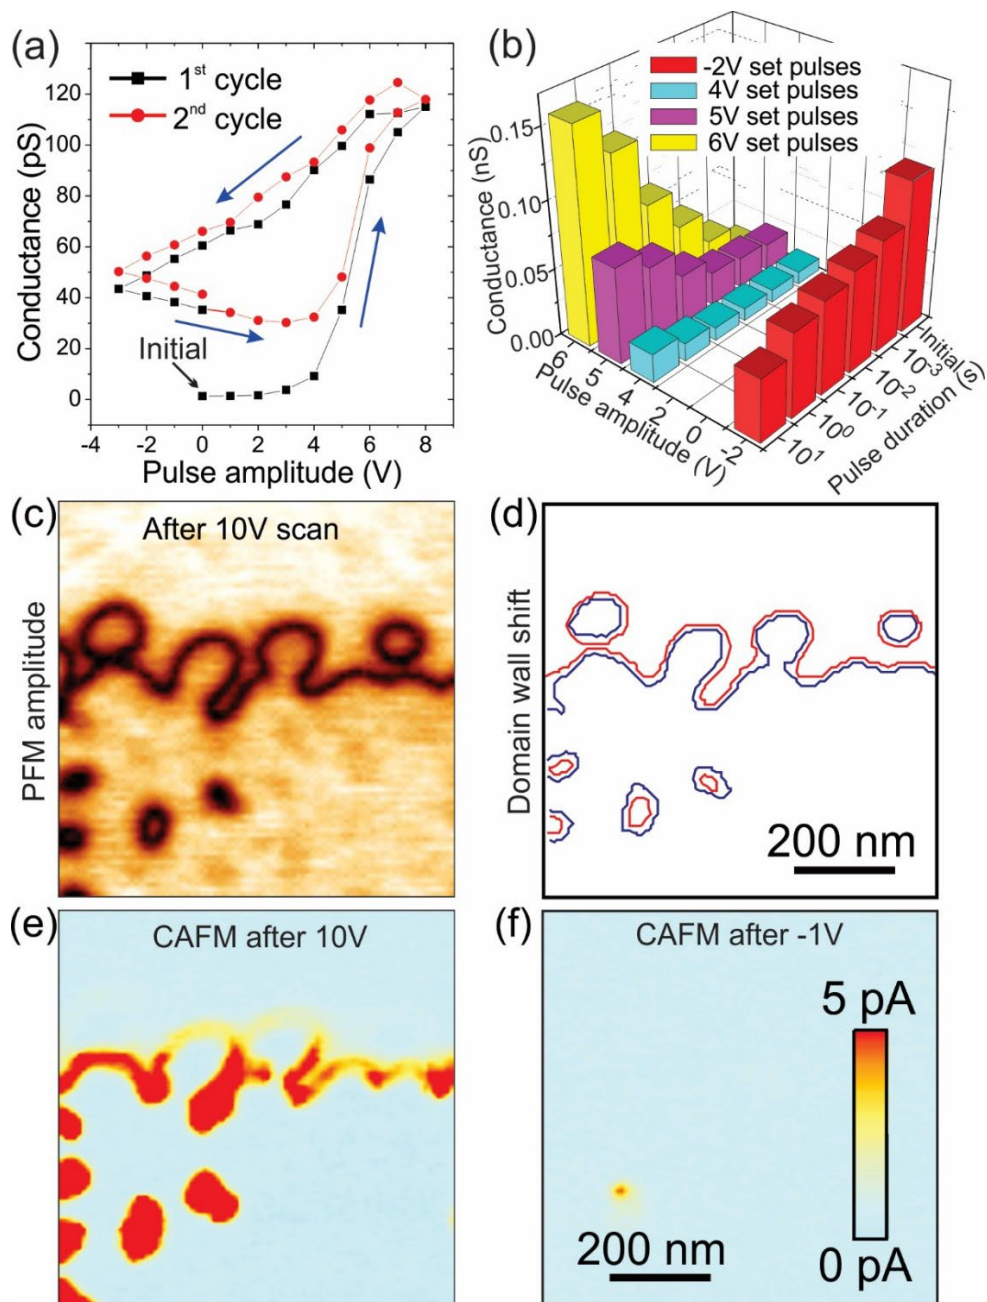 (a)
1st cycle
2nd cycle
Initial
Conductance (pS)
120
100
80
60
40
20
0
-4 -2 0 2 4 6 8
Pulse amplitude (V)
(b)
-2V set pulses
4V set pulses
5V set pulses
6V set pulses
Conductance (nS)
0.15
0.10
0.05
0.00
6 5 4 2 0 -2
Pulse amplitude (V)
Initial
10-3
10-2
10-1
100
101
Pulse duration (s)
(c)
After 10V scan
PFM amplitude
(d)
Domain wall shift
200 nm
(e)
CAFM after 10V
(f)
CAFM after -1V
5 pA
0 pA
200 nm